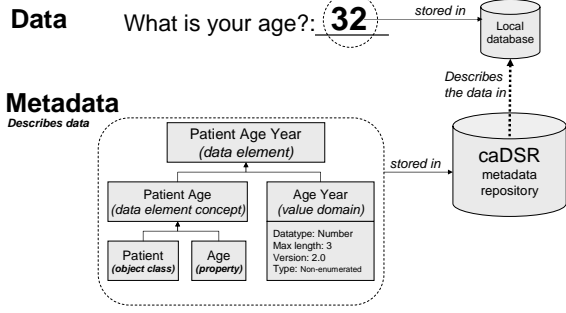 Data
What is your age?: 32
stored in
Local
database
Describes
the data in
Metadata
Describes data
Patient Age Year
(data element)
stored in
caDSR
metadata
repository
Patient Age
(data element concept)
Age Year
(value domain)
Datatype: Number
Max length: 3
Version: 2.0
Type: Non-enumerated
Patient
(object class)
Age
(property)